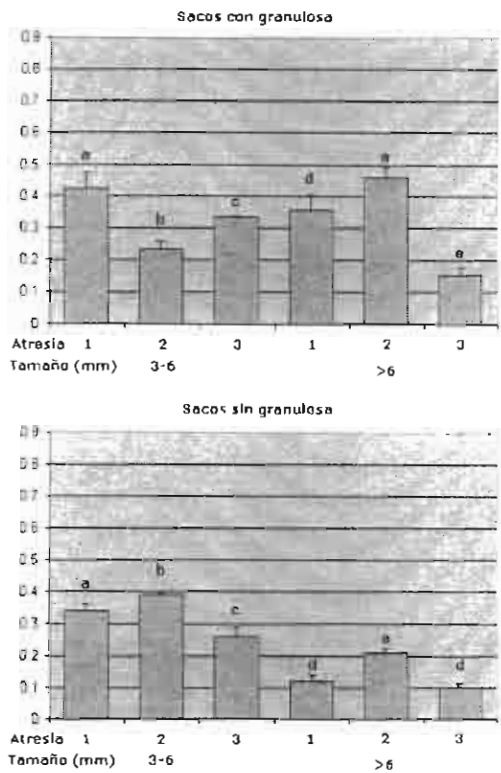 Sacos con granulosa
0.9
0.8
0.7
0.6
0.5
0.4
0.3
0.2
0.1
0
a
b
c
d
a
e
Atresia 1 2 3 1 2 3
Tamaño (mm) 3-6 >6
Sacos sin granulosa
0.9
0.8
0.7
0.6
0.5
0.4
0.3
0.2
0.1
0
a
b
c
d
e
d
Atresia 1 2 3 1 2 3
Tamaño (mm) 3-6 >6